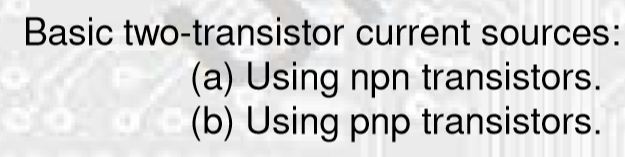 Basic two-transistor current sources:
(a) Using npn transistors.
(b) Using pnp transistors.